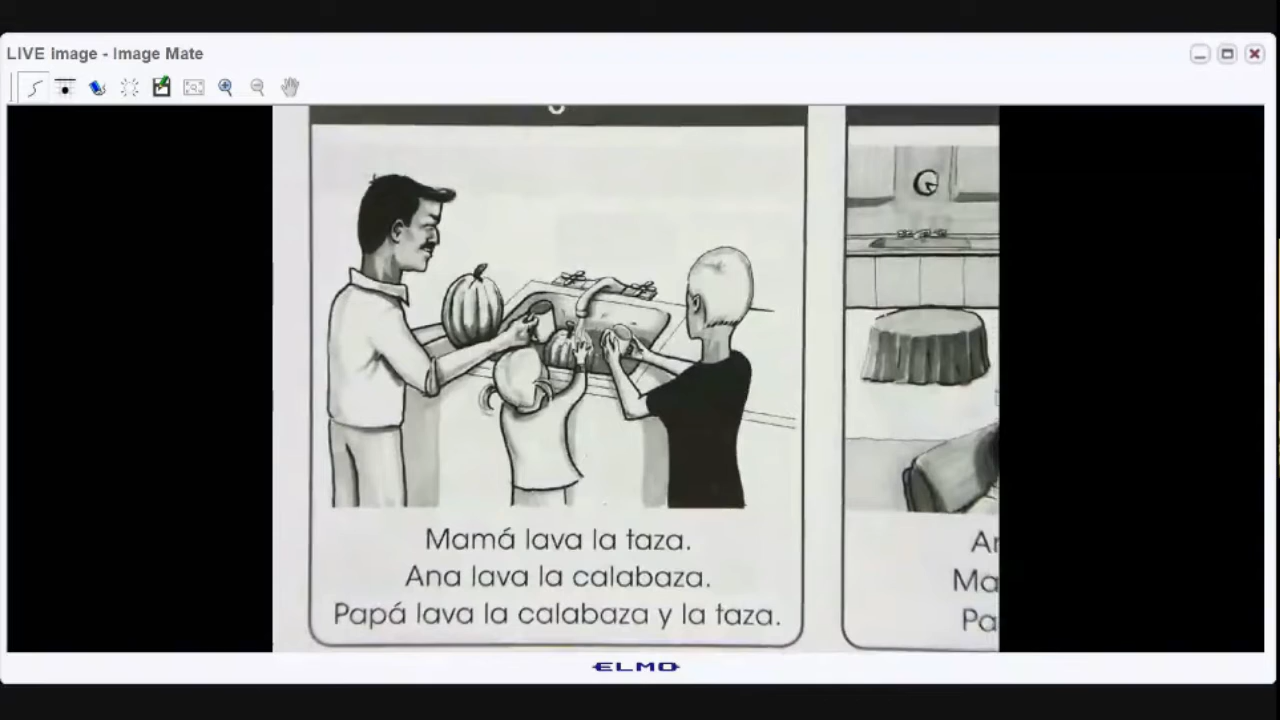 LIVE Image - Image Mate
Mamá lava la taza.
Ana lava la calabaza.
Papá lava la calabaza y la taza.
ELMO